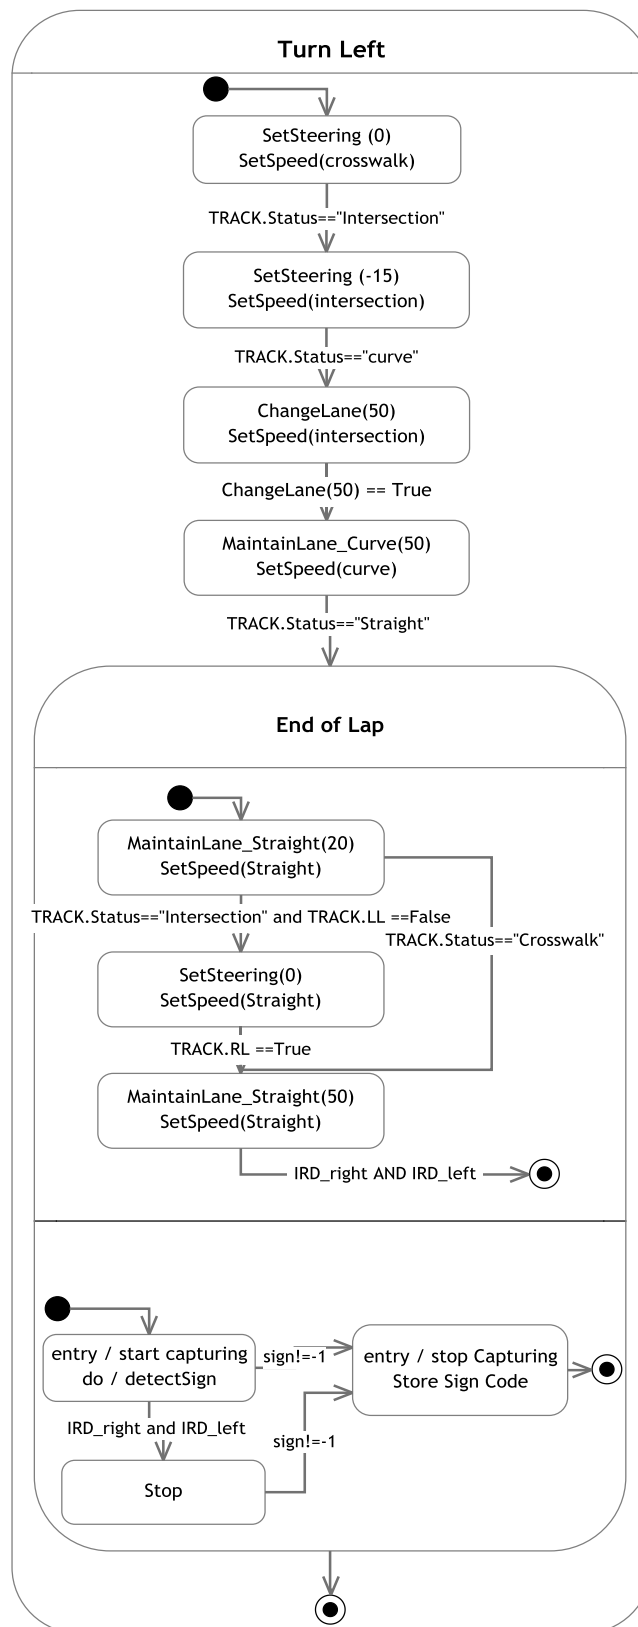 Turn Left
SetSteering (0)
SetSpeed(crosswalk)
TRACK.Status=="Intersection"
SetSteering (-15)
SetSpeed(intersection)
TRACK.Status=="curve"
ChangeLane(50)
SetSpeed(intersection)
ChangeLane(50) == True
MaintainLane_Curve(50)
SetSpeed(curve)
TRACK.Status=="Straight"
End of Lap
MaintainLane_Straight(20)
SetSpeed(Straight)
TRACK.Status=="Intersection" and TRACK.LL ==False
TRACK.Status=="Crosswalk"
SetSteering(0)
SetSpeed(Straight)
TRACK.RL ==True
MaintainLane_Straight(50)
SetSpeed(Straight)
IRD_right AND IRD_left
entry / start capturing
do / detectSign
sign!=-1
entry / stop Capturing
Store Sign Code
IRD_right and IRD_left
sign!=-1
Stop